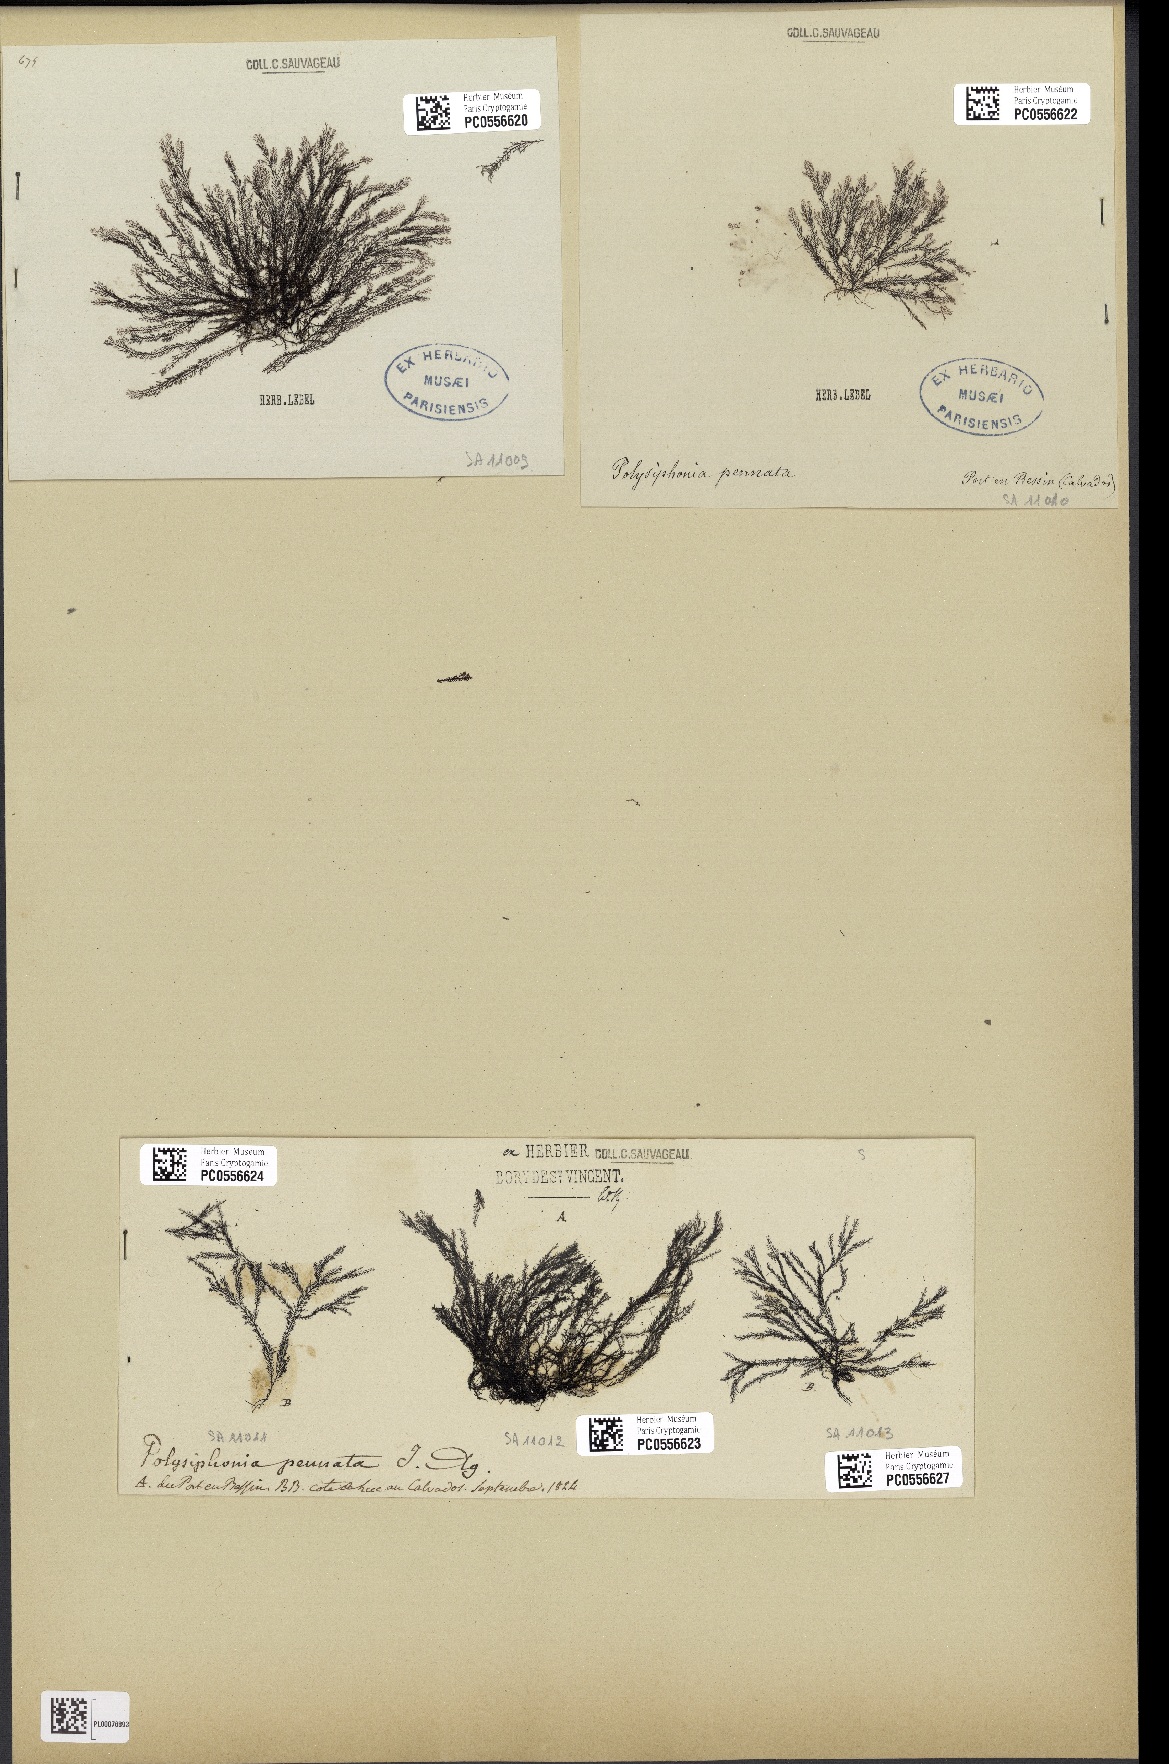 675
COLL.C.SAUVAGEAU
Herbier Muséum
Paris Cryptogamie
PC0556620
EX HERBARIO
MUSÆI
PARISIENSIS
HERB.LEBEL
SA 11009
COLL.C.SAUVAGEAU
Herbier Muséum
Paris Cryptogamie
PC0556622
EX HERBARIO
MUSÆI
PARISIENSIS
HERB.LEBEL
Polysiphonia pennata
Port en Bessin (Calvados)
SA 11010
Herbier Muséum
Paris Cryptogamie
PC0556624
ex HERBIER COLL.C.SAUVAGEAU
BORY DE ST VINCENT.
S
A
B
B
SA 11011
SA 11012
SA 11013
Herbier Muséum
Paris Cryptogamie
PC0556623
Herbier Muséum
Paris Cryptogamie
PC0556627
Polysiphonia pennata J. Ag.
A. de Port en Bessin. BB. cote de Luc au Calvados. Septembre. 1824